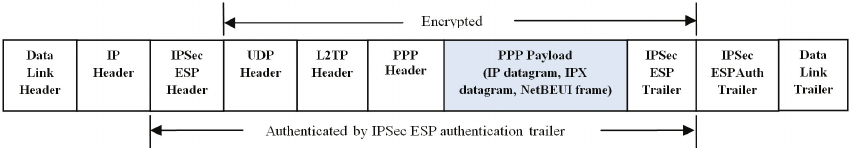 Encrypted
Data Link Header
IP Header
IPSec ESP Header
UDP Header
L2TP Header
PPP Header
PPP Payload (IP datagram, IPX datagram, NetBEUI frame)
IPSec ESP Trailer
IPSec ESPAuth Trailer
Data Link Trailer
Authenticated by IPSec ESP authentication trailer